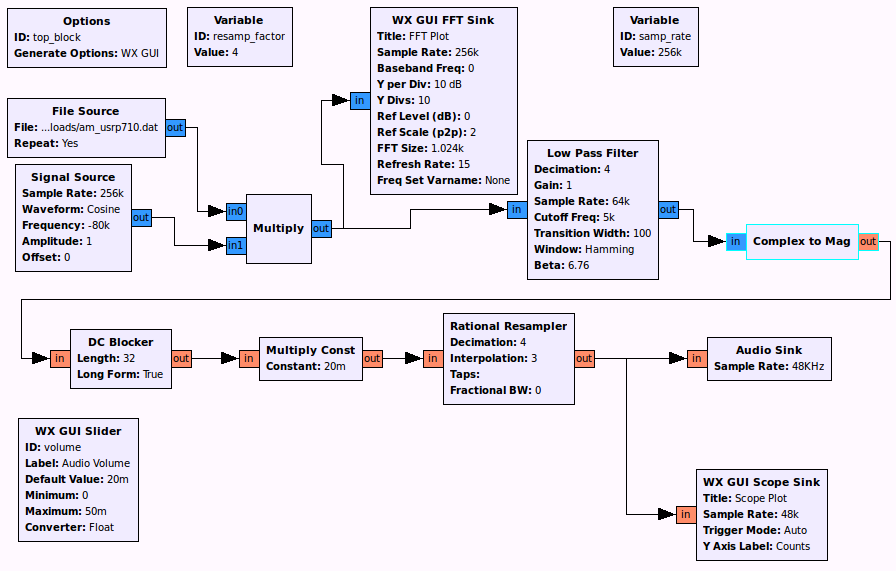 Options
ID: top_block
Generate Options: WX GUI
Variable
ID: resamp_factor
Value: 4
WX GUI FFT Sink
Title: FFT Plot
Sample Rate: 256k
Baseband Freq: 0
Y per Div: 10 dB
Y Divs: 10
Ref Level (dB): 0
Ref Scale (p2p): 2
FFT Size: 1.024k
Refresh Rate: 15
Freq Set Varname: None
in
Variable
ID: samp_rate
Value: 256k
File Source
File: ...loads/am_usrp710.dat
Repeat: Yes
out
Signal Source
Sample Rate: 256k
Waveform: Cosine
Frequency: -80k
Amplitude: 1
Offset: 0
out
in0
in1
Multiply
out
in
Low Pass Filter
Decimation: 4
Gain: 1
Sample Rate: 64k
Cutoff Freq: 5k
Transition Width: 100
Window: Hamming
Beta: 6.76
out
in
Complex to Mag
out
in
DC Blocker
Length: 32
Long Form: True
out
in
Multiply Const
Constant: 20m
out
in
Rational Resampler
Decimation: 4
Interpolation: 3
Taps:
Fractional BW: 0
out
in
Audio Sink
Sample Rate: 48KHz
WX GUI Slider
ID: volume
Label: Audio Volume
Default Value: 20m
Minimum: 0
Maximum: 50m
Converter: Float
in
WX GUI Scope Sink
Title: Scope Plot
Sample Rate: 48k
Trigger Mode: Auto
Y Axis Label: Counts